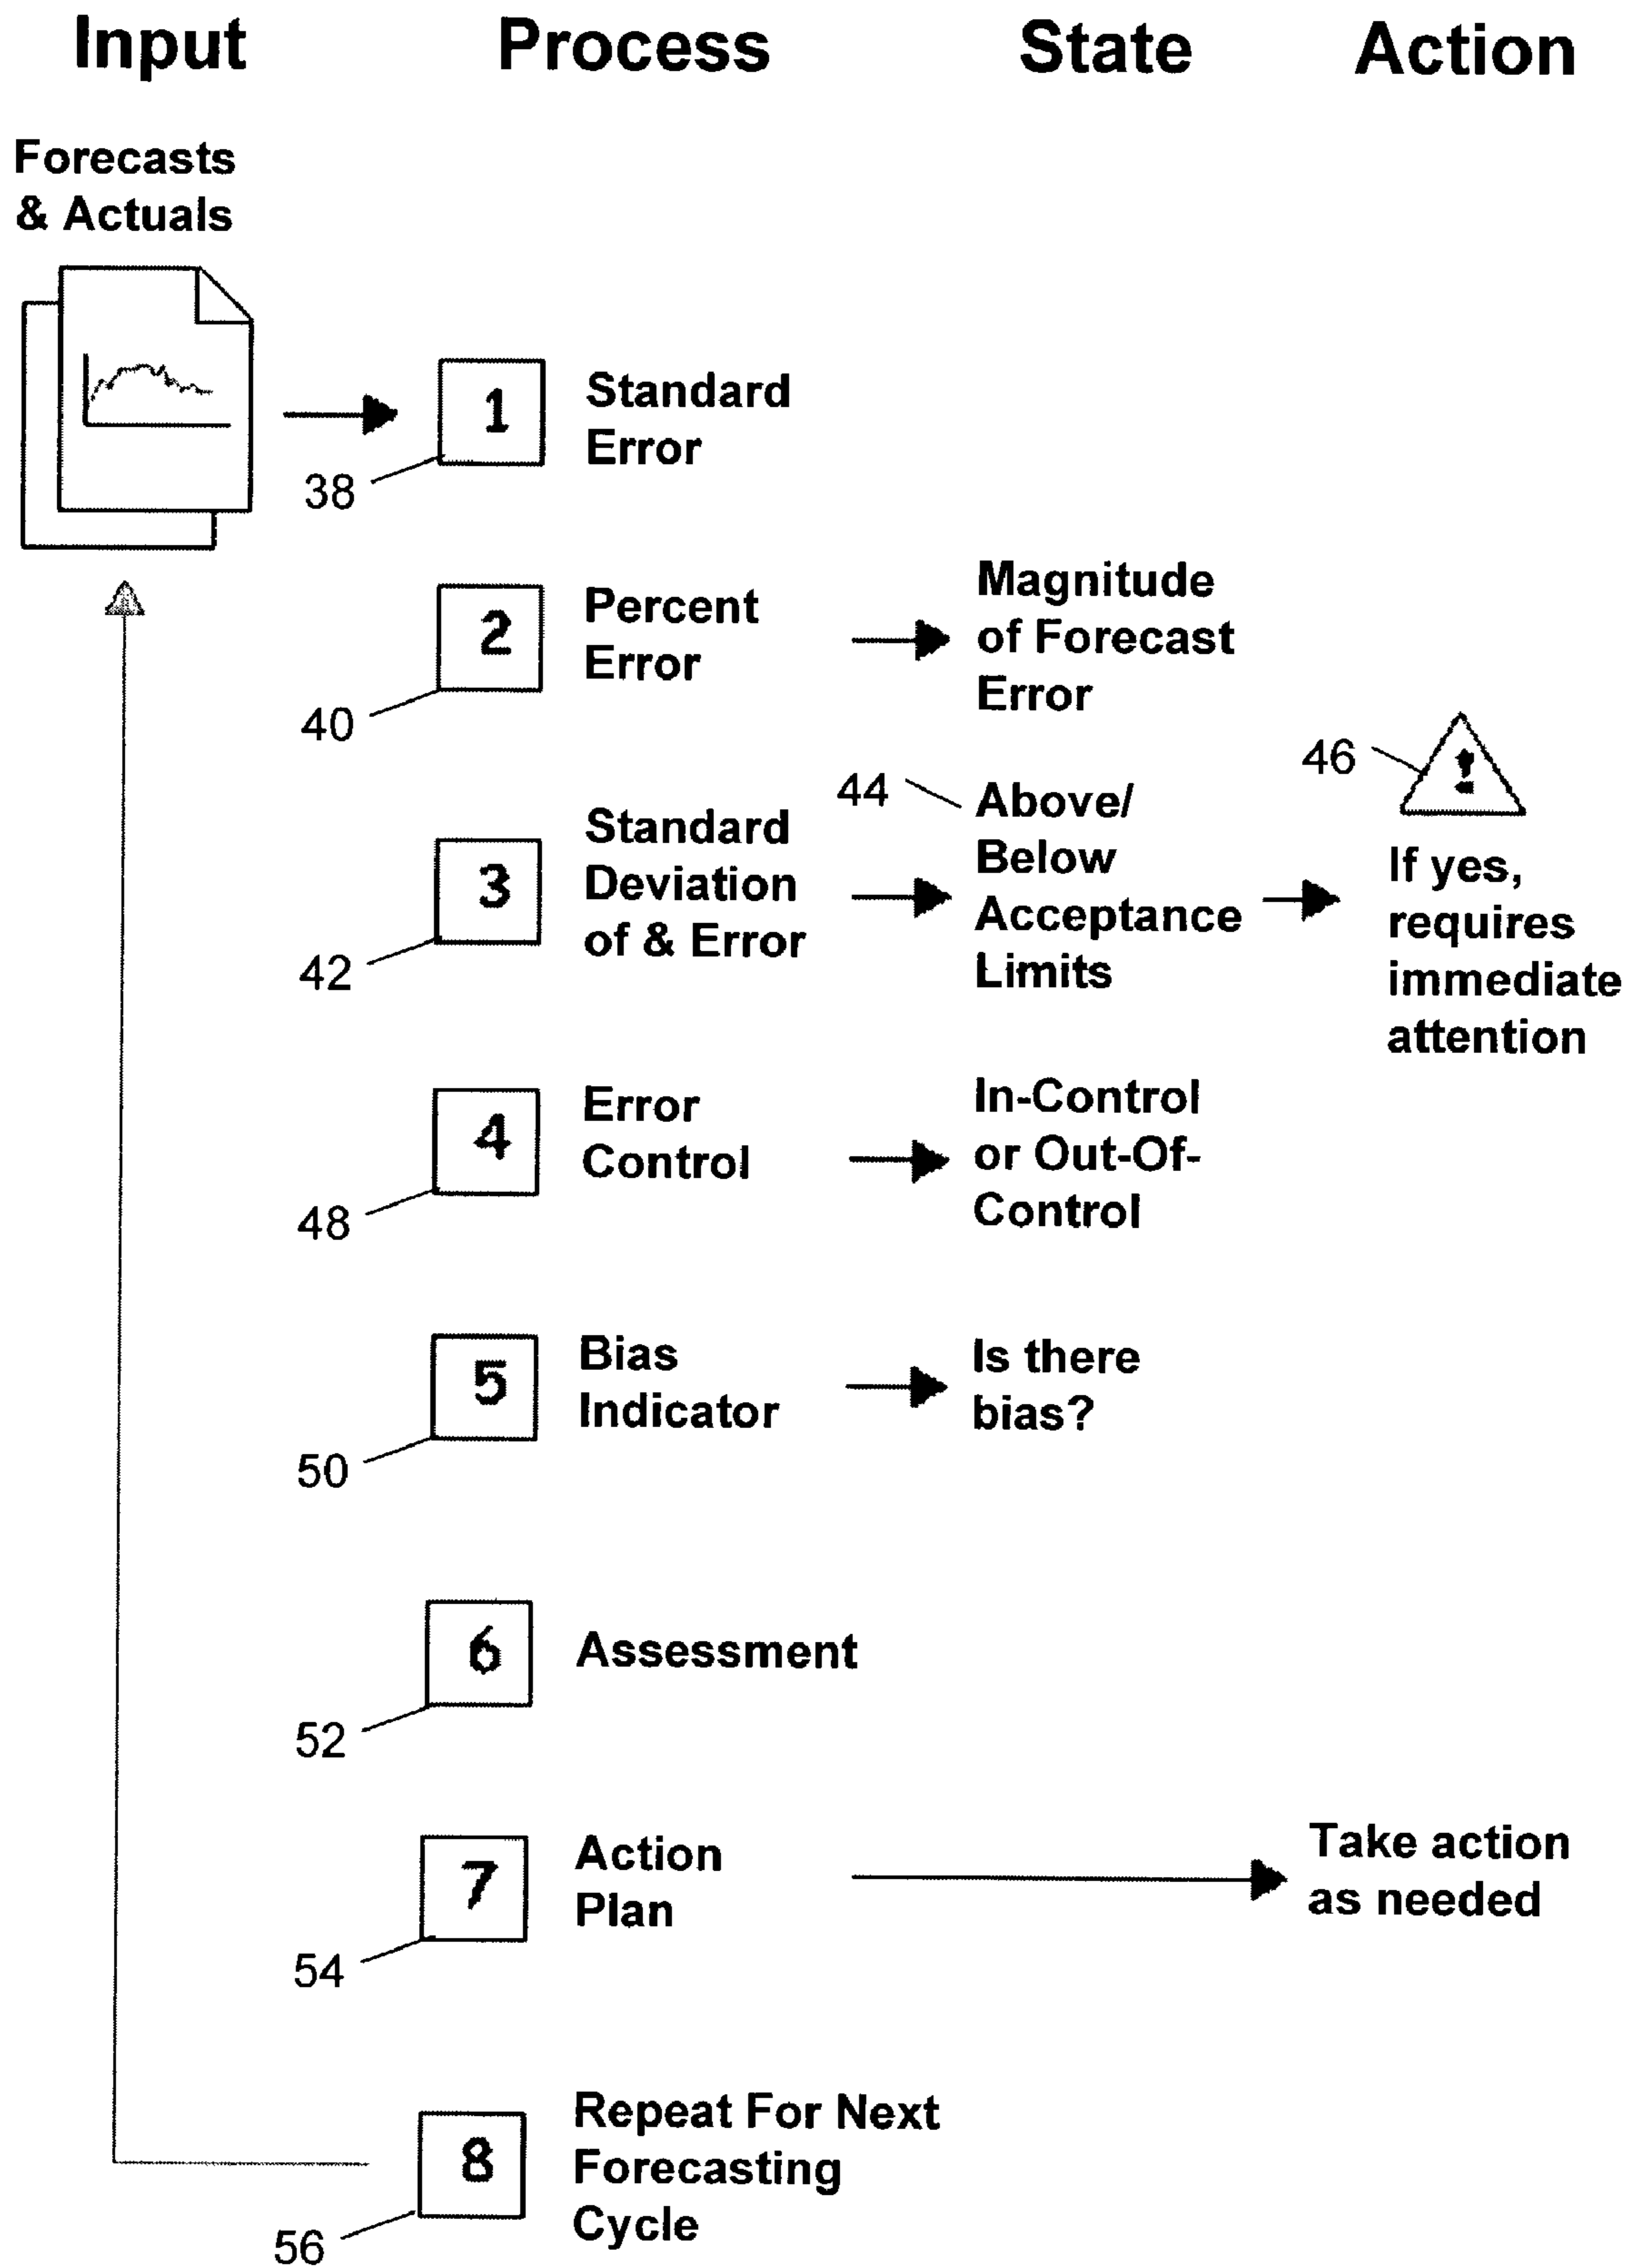 Input Process State Action
Forecasts
& Actuals
1
Standard
Error
38
2
Percent
Error
40
Magnitude
of Forecast
Error
3
Standard
Deviation
of & Error
42
44
Above/
Below
Acceptance
Limits
46
!
If yes,
requires
immediate
attention
4
Error
Control
48
In-Control
or Out-Of-
Control
5
Bias
Indicator
50
Is there
bias?
6
Assessment
52
7
Action
Plan
54
Take action
as needed
8
Repeat For Next
Forecasting
Cycle
56